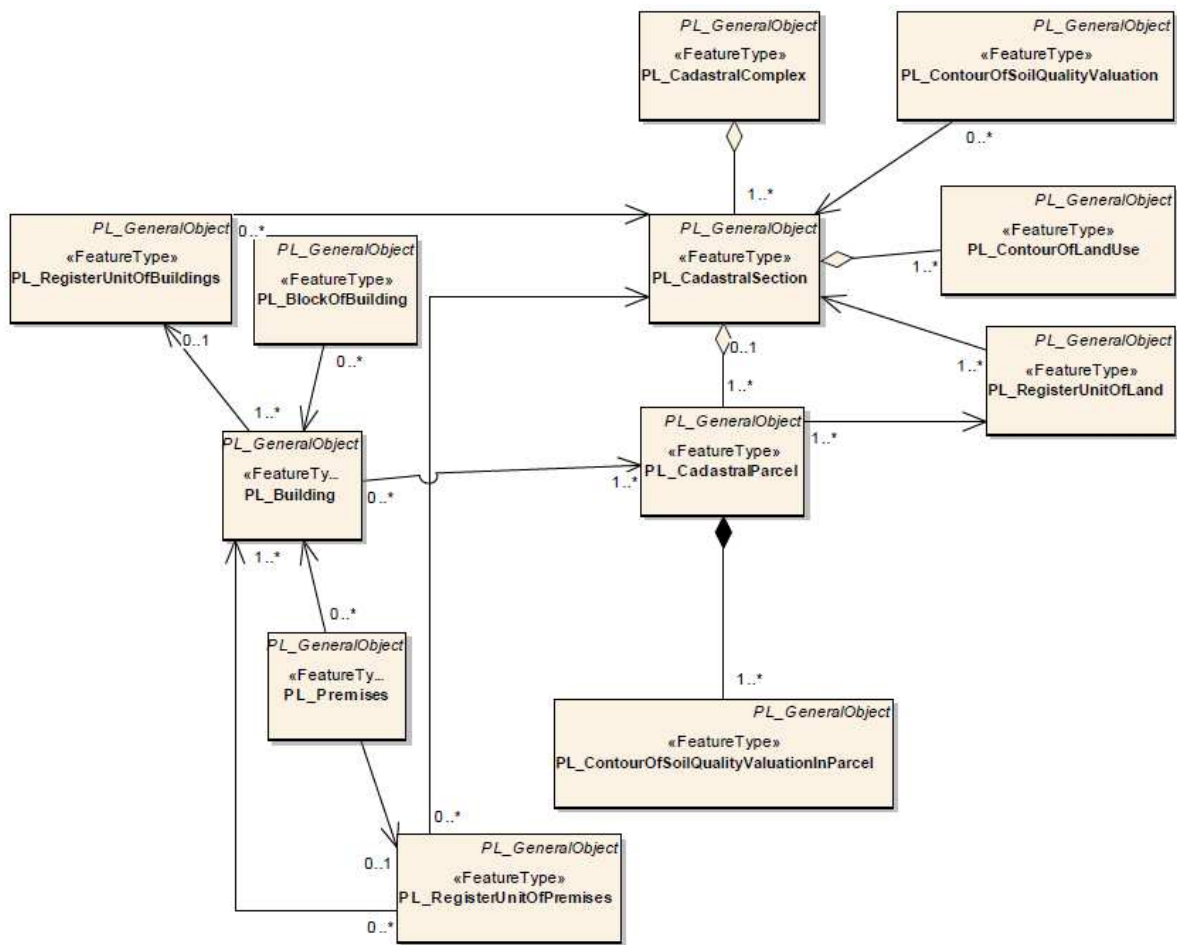 PL_GeneralObject
«FeatureType»
PL_CadastralComplex
PL_GeneralObject
«FeatureType»
PL_ContourOfSoilQualityValuation
0..*
1..*
PL_GeneralObject
«FeatureType»
PL_RegisterUnitOfBuildings
0..*
PL_GeneralObject
«FeatureType»
PL_BlockOfBuilding
PL_GeneralObject
«FeatureType»
PL_CadastralSection
PL_GeneralObject
«FeatureType»
PL_ContourOfLandUse
1..*
0..1
0..*
0..1
1..*
PL_GeneralObject
«FeatureType»
PL_RegisterUnitOfLand
1..*
1..*
PL_GeneralObject
«FeatureTy...
PL_Building
0..*
1..*
PL_GeneralObject
«FeatureType»
PL_CadastralParcel
1..*
1..*
0..*
PL_GeneralObject
«FeatureTy...
PL_Premises
1..*
PL_GeneralObject
«FeatureType»
PL_ContourOfSoilQualityValuationInParcel
0..*
0..1
PL_GeneralObject
«FeatureType»
PL_RegisterUnitOfPremises
0..*